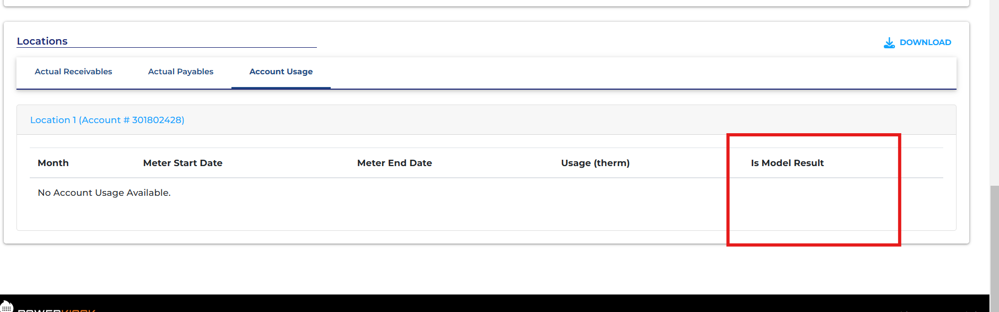 Locations
DOWNLOAD
Actual Receivables Actual Payables Account Usage
Location 1 (Account # 301802428)
Month Meter Start Date Meter End Date Usage (therm) Is Model Result
No Account Usage Available.
POWERKIOSK